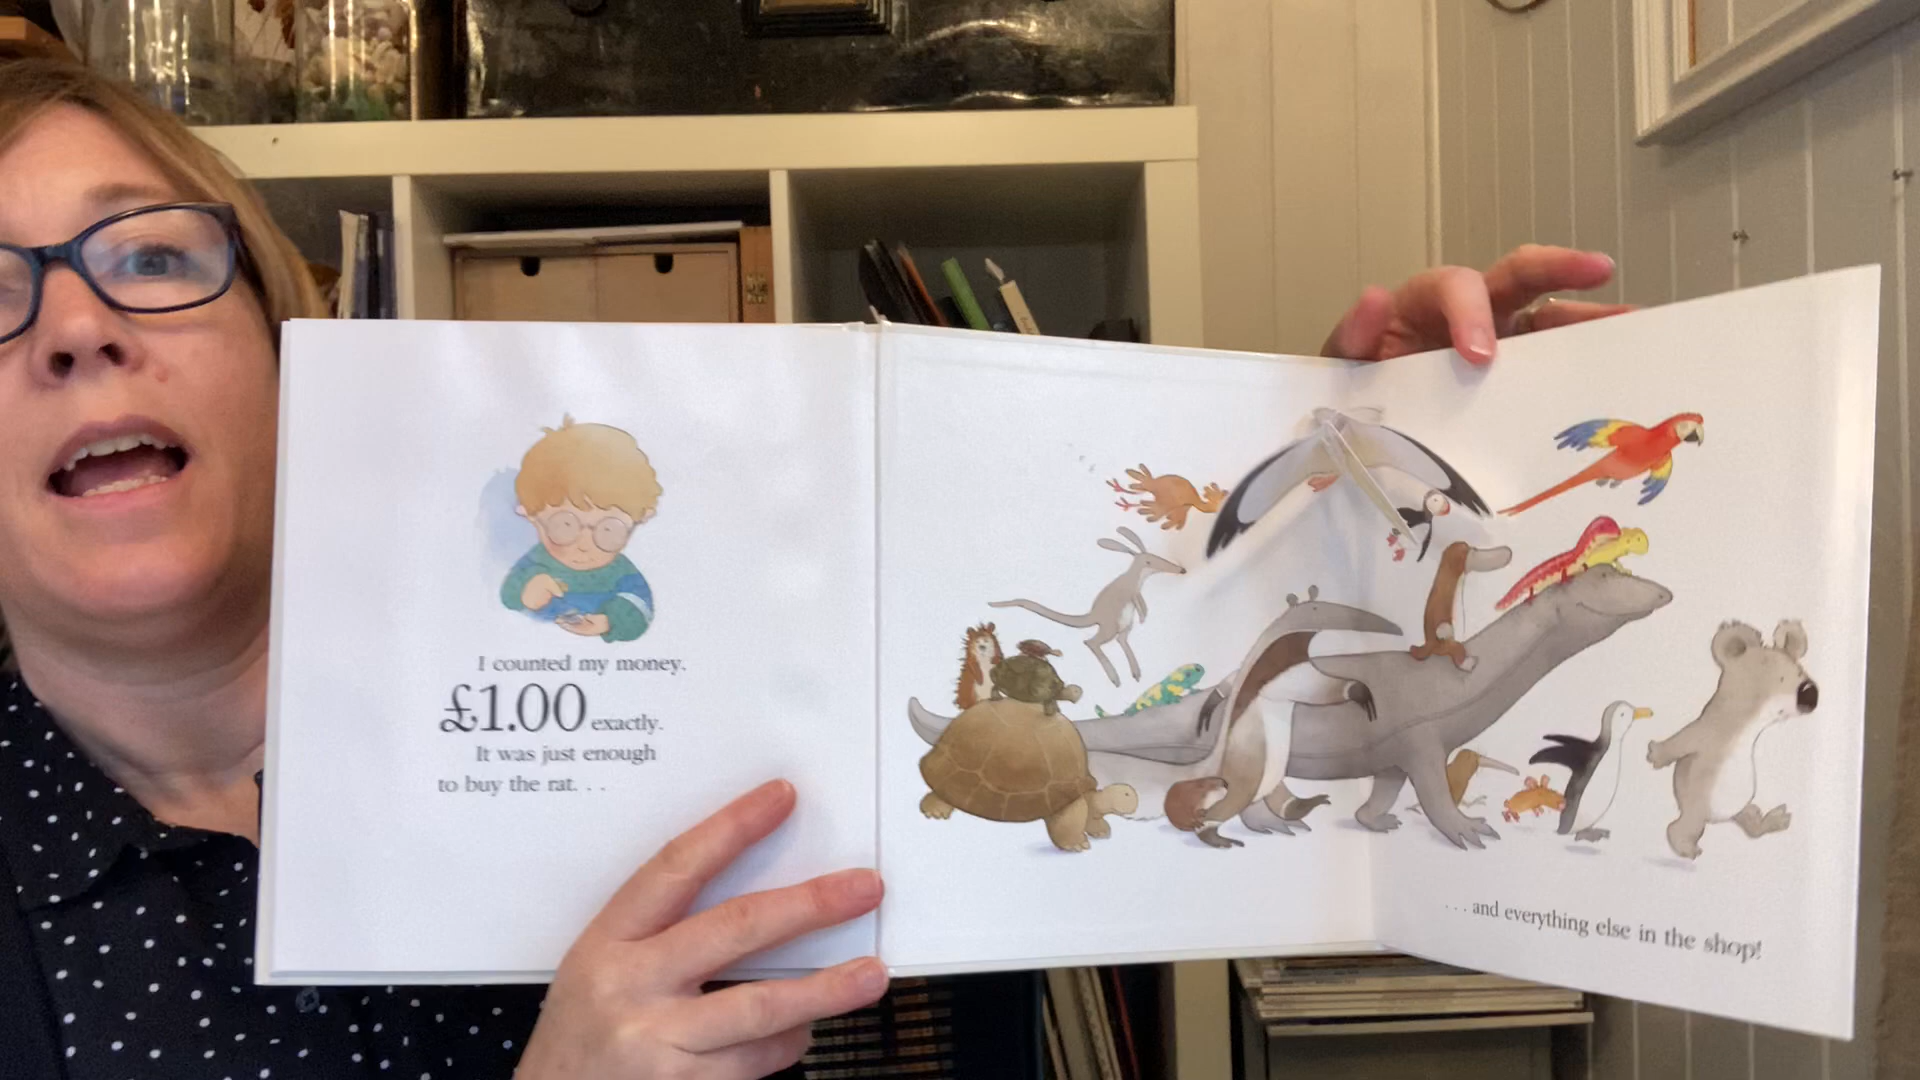 I counted my money.
£1.00 exactly.
It was just enough
to buy the rat. . .
. . . and everything else in the shop!